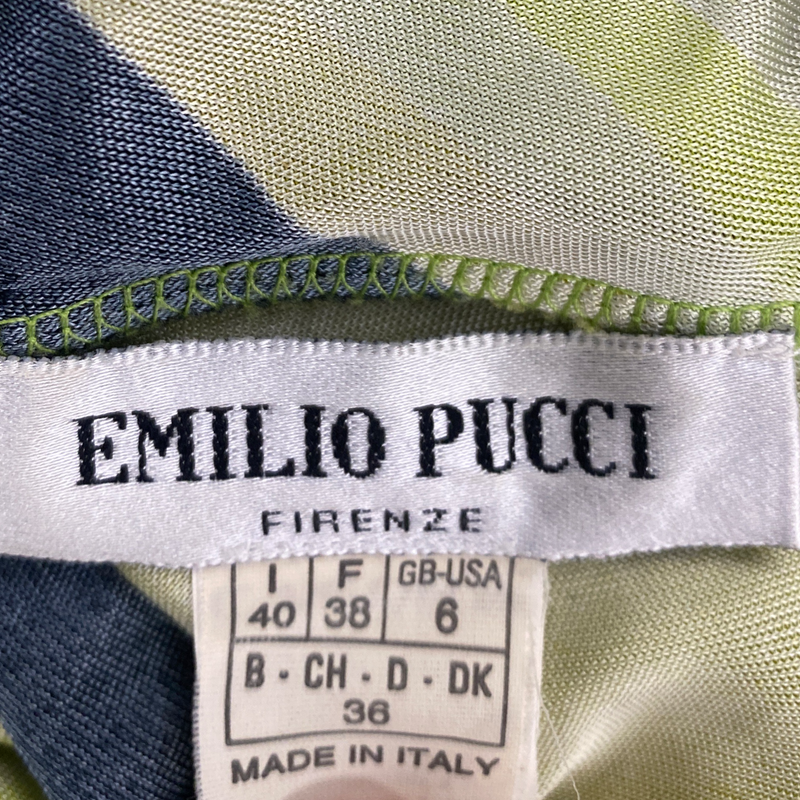 EMILIO PUCCI
FIRENZE
I F GB-USA
40 38 6
B - CH - D - DK
36
MADE IN ITALY